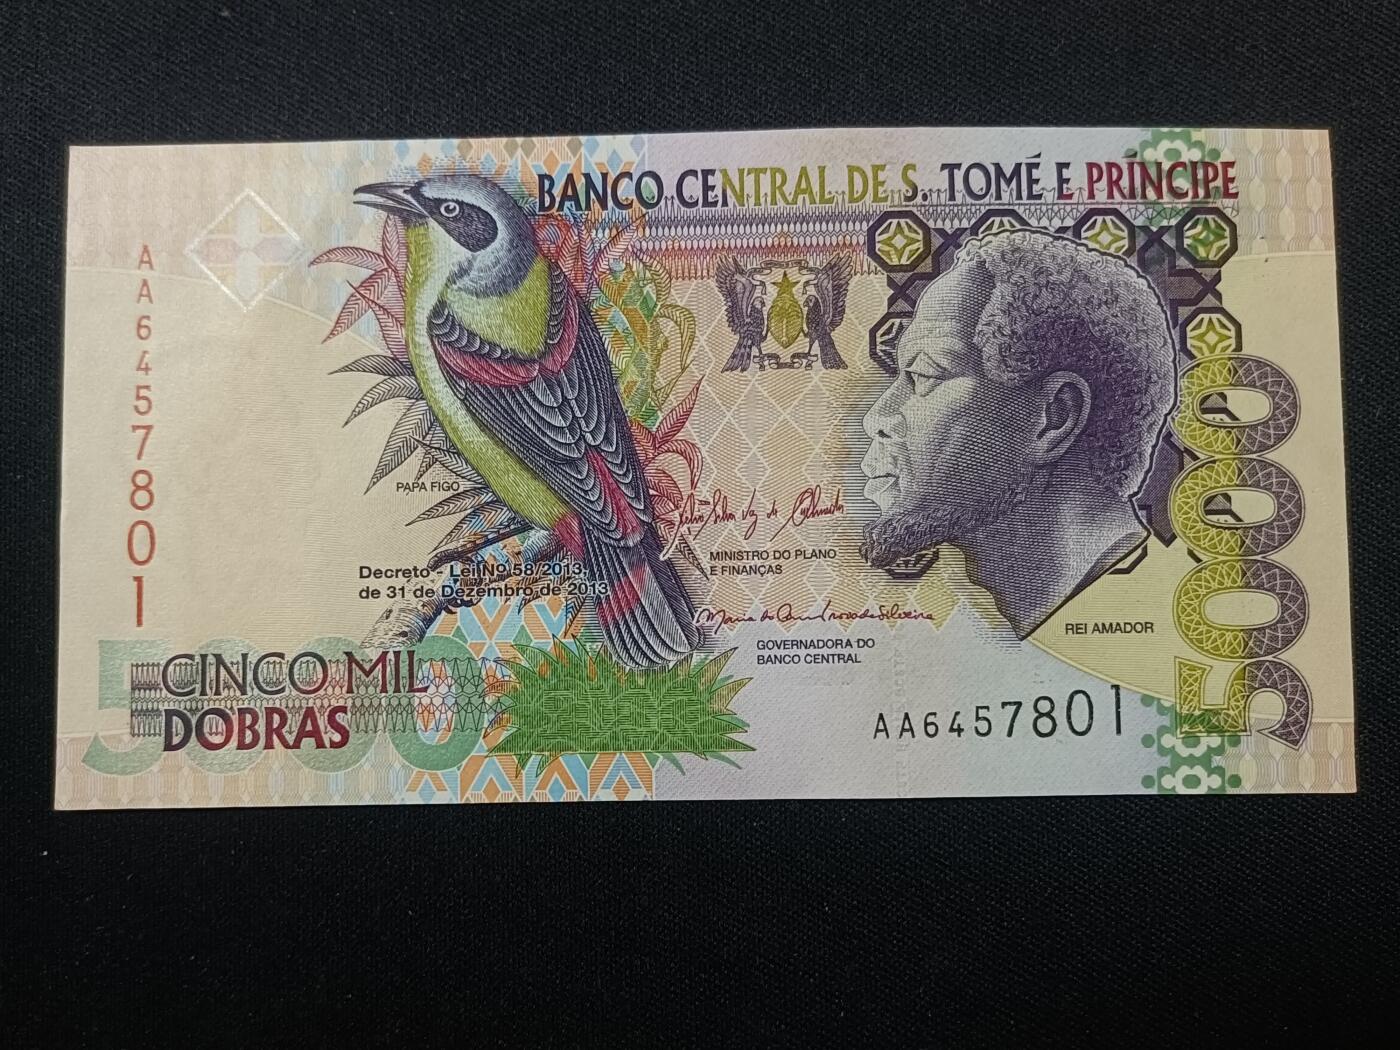 BANCO CENTRAL DE S. TOMÉ E PRÍNCIPE
AA6457801
PAPA FIGO
Decreto - Lei Nº 58/2013
de 31 de Dezembro de 2013
MINISTRO DO PLANO
E FINANÇAS
GOVERNADORA DO
BANCO CENTRAL
REI AMADOR
5000
5000
CINCO MIL
DOBRAS
AA6457801